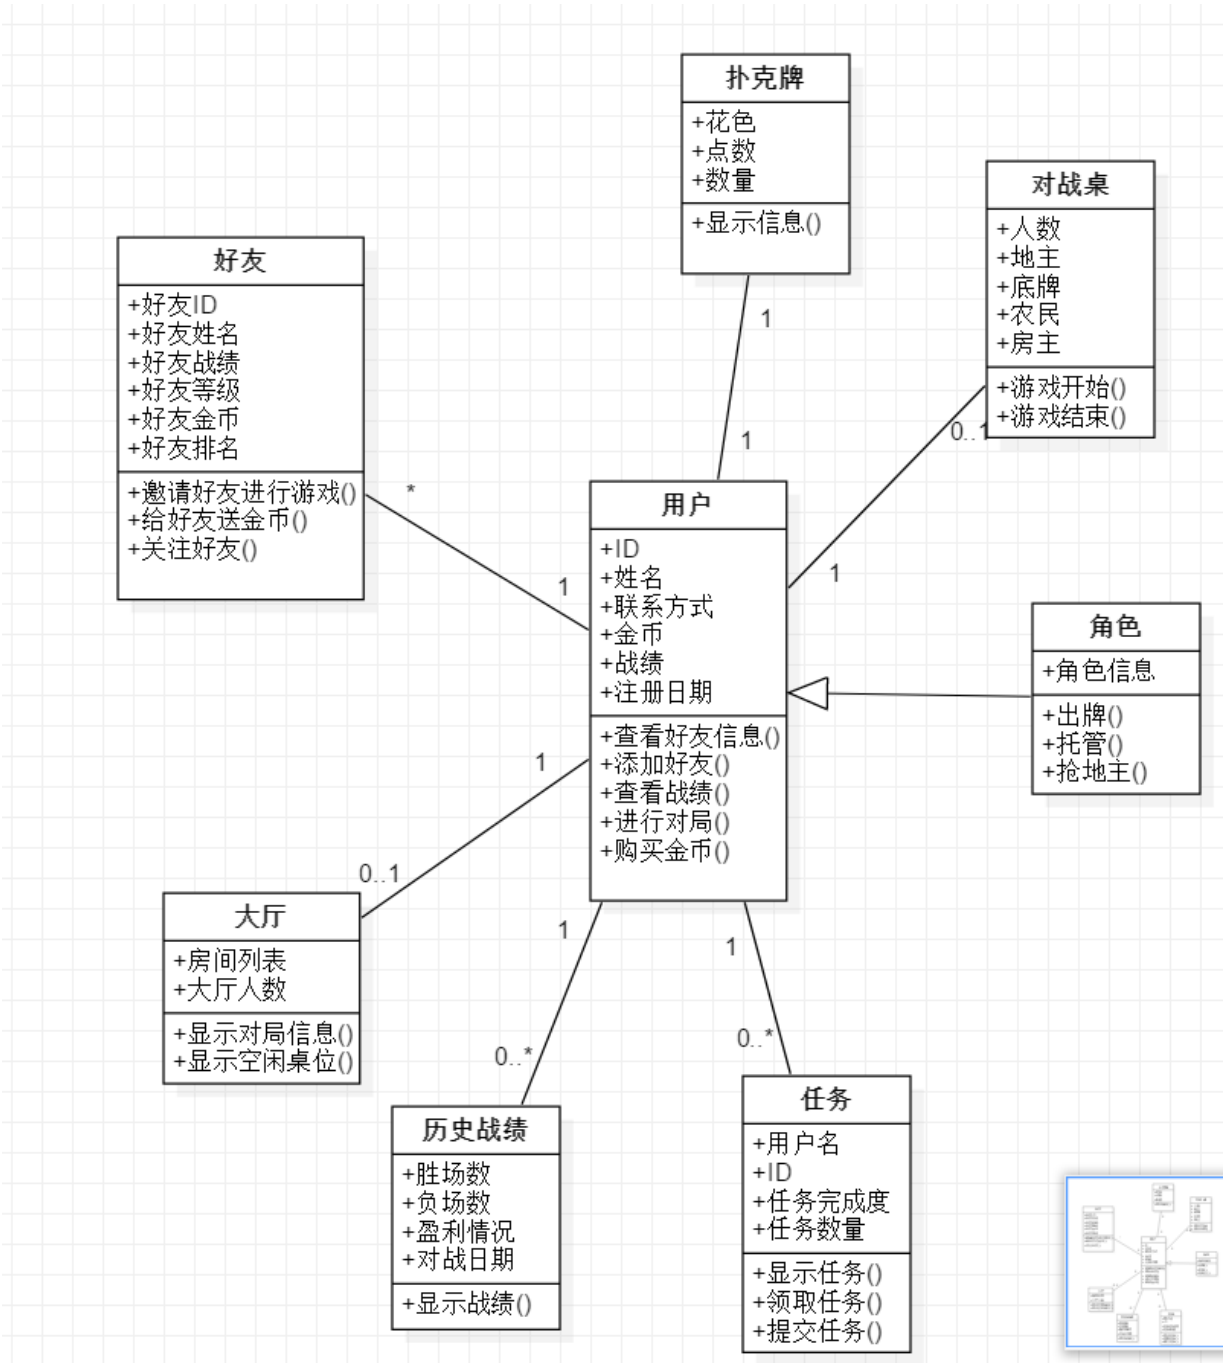 扑克牌
+花色
+点数
+数量
+显示信息()
对战桌
+人数
+地主
+底牌
+农民
+房主
+游戏开始()
+游戏结束()
好友
+好友ID
+好友姓名
+好友战绩
+好友等级
+好友金币
+好友排名
+邀请好友进行游戏()
+给好友送金币()
+关注好友()
1
1
0..1
1
*
1
用户
+ID
+姓名
+联系方式
+金币
+战绩
+注册日期
+查看好友信息()
+添加好友()
+查看战绩()
+进行对局()
+购买金币()
角色
+角色信息
+出牌()
+托管()
+抢地主()
1
0..1
大厅
+房间列表
+大厅人数
+显示对局信息()
+显示空闲桌位()
1
0..*
1
0..*
历史战绩
+胜场数
+负场数
+盈利情况
+对战日期
+显示战绩()
任务
+用户名
+ID
+任务完成度
+任务数量
+显示任务()
+领取任务()
+提交任务()